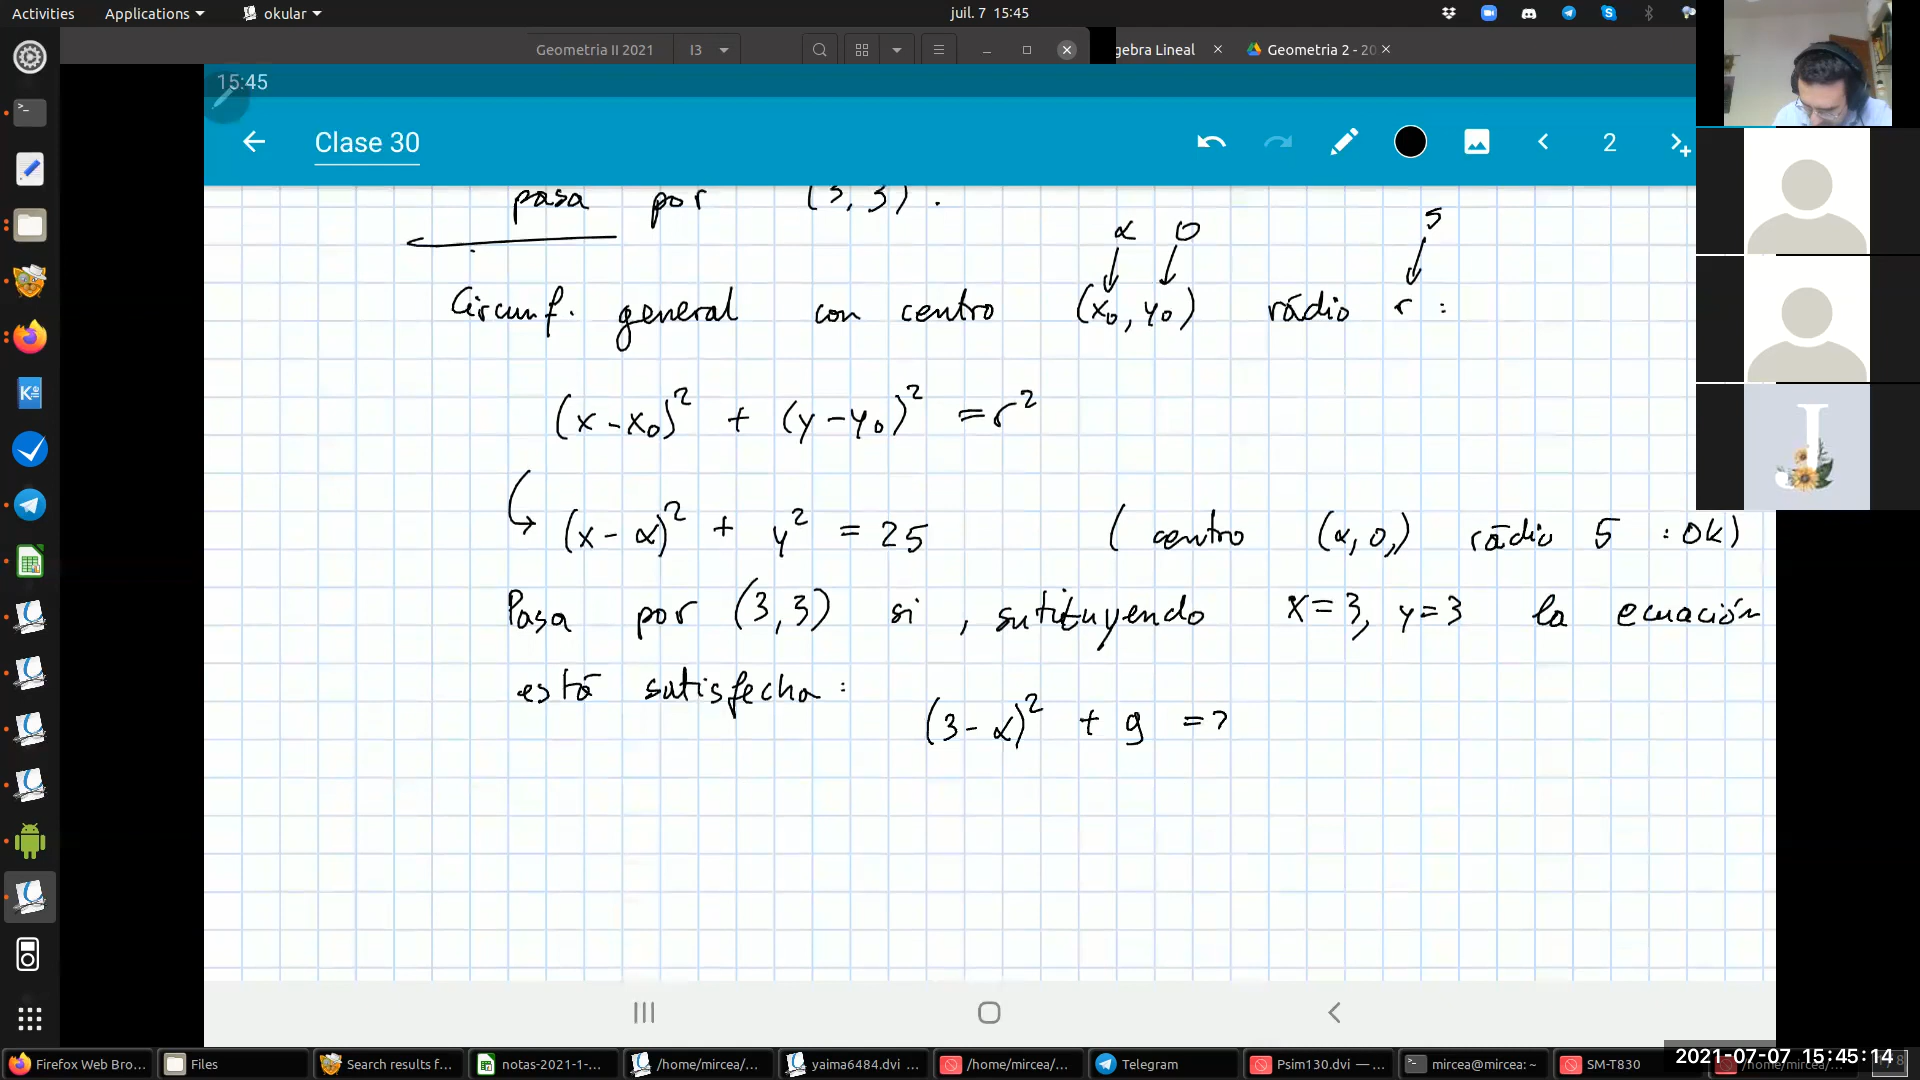 Activities Applications okular juil. 7 15:45
Geometria II 2021 I3 gebra Lineal Geometria 2 - 20
15:45
Clase 30 2
pasa por (3, 3).
α 0 5
Circunf. general con centro (x₀, y₀) rádio r :
(x - x₀)² + (y - y₀)² = r²
(x - α)² + y² = 25 ( centro (α, 0,) rádio 5 : OK)
Pasa por (3, 3) si , sutituyendo x = 3, y = 3 la ecuación
está satisfecha :
(3 - α)² + 9 = 2
Firefox Web Bro... Files Search results f... notas-2021-1-... /home/mircea/... yaima6484.dvi ... /home/mircea/... Telegram Psim130.dvi — ... mircea@mircea: ~ SM-T830 /home/mircea/...
2021-07-07 15:45:14